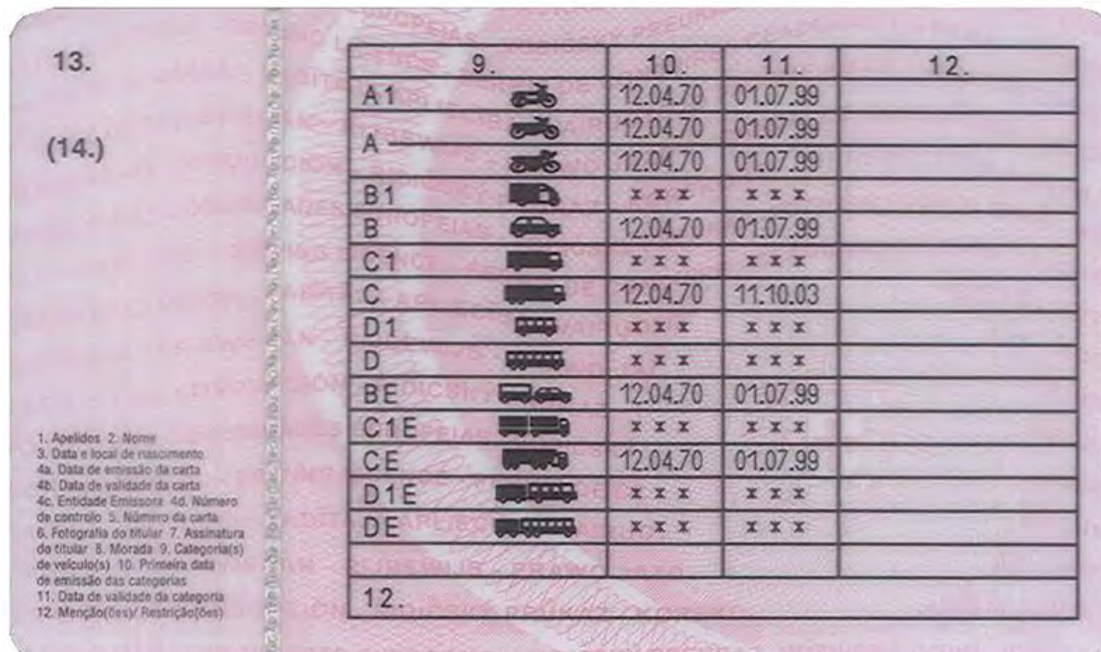 13.
(14.)
9. 10. 11. 12.
A1 12.04.70 01.07.99
12.04.70 01.07.99
A
12.04.70 01.07.99
B1 x x x x x x
B 12.04.70 01.07.99
C1 x x x x x x
C 12.04.70 11.10.03
D1 x x x x x x
D x x x x x x
BE 12.04.70 01.07.99
C1E x x x x x x
CE 12.04.70 01.07.99
D1E x x x x x x
DE x x x x x x
12.
1. Apelidos 2. Nome
3. Data e local de nascimento
4a. Data de emissão da carta
4b. Data de validade da carta
4c. Entidade Emissora 4d. Número
de controlo 5. Número da carta
6. Fotografia do titular 7. Assinatura
do titular 8. Morada 9. Categoria(s)
de veículo(s) 10. Primeira data
de emissão das categorias
11. Data de validade da categoria
12. Menção(ões)/ Restrição(ões)